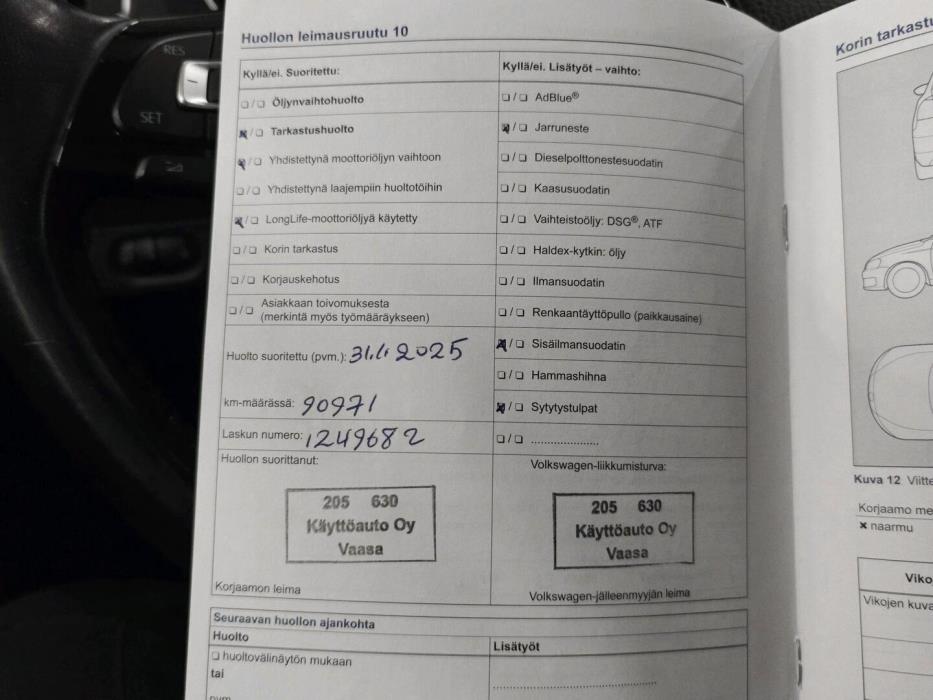 RES
SET
Huollon leimausruutu 10
Kyllä/ei. Suoritettu:
❏/❏ Öljynvaihtohuolto
x/❏ Tarkastushuolto
x/❏ Yhdistettynä moottoriöljyn vaihtoon
❏/❏ Yhdistettynä laajempiin huoltotöihin
x/❏ LongLife-moottoriöljyä käytetty
❏/❏ Korin tarkastus
❏/❏ Korjauskehotus
❏/❏ Asiakkaan toivomuksesta
(merkintä myös työmääräykseen)
Huolto suoritettu (pvm.): 31.1. 2025
km-määrässä: 90971
Laskun numero: 1249682
Huollon suorittanut:
205 630
Käyttöauto Oy
Vaasa
Korjaamon leima
Kyllä/ei. Lisätyöt – vaihto:
❏/❏ AdBlue®
x/❏ Jarruneste
❏/❏ Dieselpolttonestesuodatin
❏/❏ Kaasusuodatin
❏/❏ Vaihteistoöljy: DSG®, ATF
❏/❏ Haldex-kytkin: öljy
❏/❏ Ilmansuodatin
❏/❏ Renkaantäyttöpullo (paikkausaine)
x/❏ Sisäilmansuodatin
❏/❏ Hammashihna
x/❏ Sytytystulpat
❏/❏ .....................
Volkswagen-liikkumisturva:
205 630
Käyttöauto Oy
Vaasa
Volkswagen-jälleenmyyjän leima
Seuraavan huollon ajankohta
Huolto
Lisätyöt
❏ huoltovälinäytön mukaan
tai
Korin tarkastu
Kuva 12 Viitte
Korjaamo me
✖ naarmu
Viko
Vikojen kuva